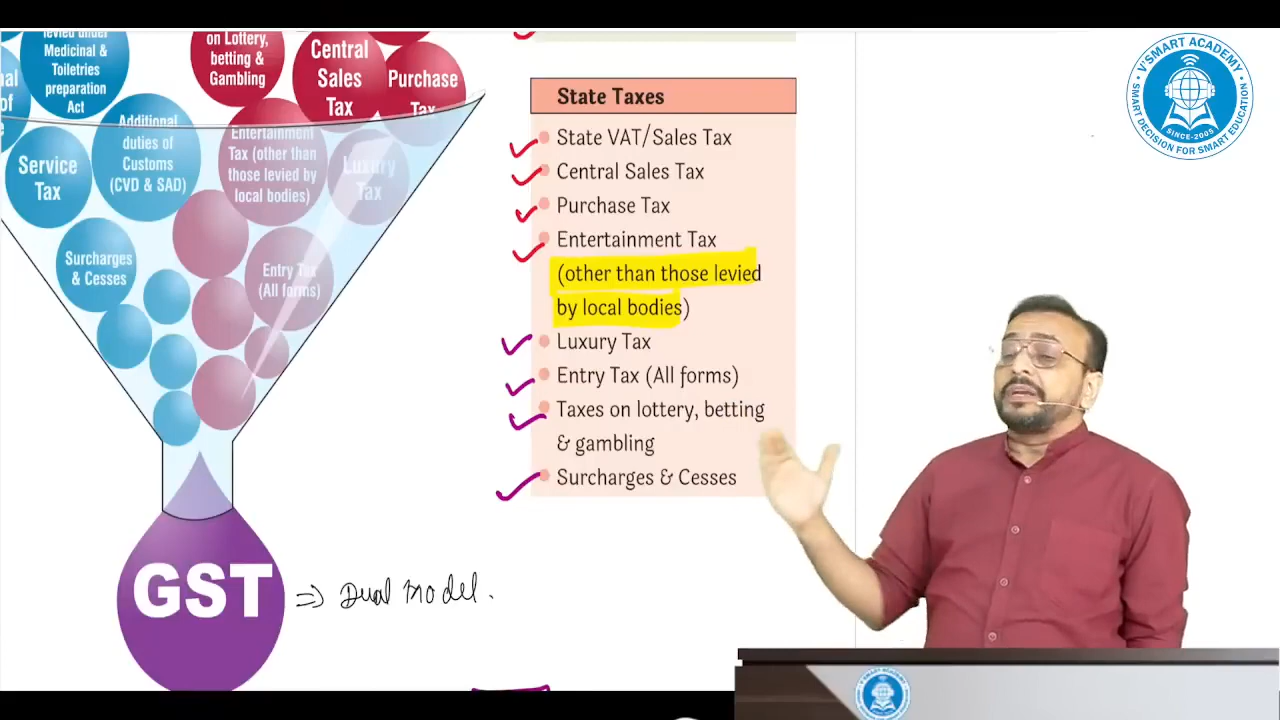 levied under
Medicinal &
Toiletries
preparation
Act
on Lottery,
betting &
Gambling
Central
Sales
Tax
Purchase
Tax
Service
Tax
Additional
duties of
Customs
(CVD & SAD)
Entertainment
Tax (other than
those levied by
local bodies)
Luxury
Tax
Surcharges
& Cesses
Entry Tax
(All forms)
GST
⇒ Dual Model.
State Taxes
State VAT/Sales Tax
Central Sales Tax
Purchase Tax
Entertainment Tax
(other than those levied
by local bodies)
Luxury Tax
Entry Tax (All forms)
Taxes on lottery, betting
& gambling
Surcharges & Cesses
V'SMART ACADEMY
SINCE-2005
SMART DECISION FOR SMART EDUCATION